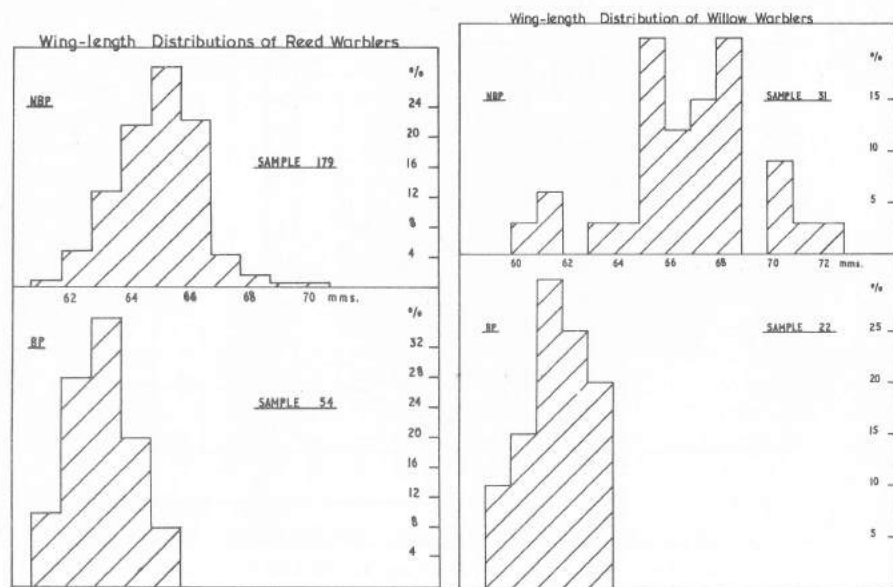 Wing-length Distributions of Reed Warblers
%
NBP
24
20
SAMPLE 179
16
12
8
4
62 64 66 68 70 mms.
%
BP
32
28
SAMPLE 54
24
20
16
12
8
4
Wing-length Distribution of Willow Warblers
%
NBP
SAMPLE 31
15
10
5
60 62 64 66 68 70 72 mms.
%
BP
SAMPLE 22
25
20
15
10
5